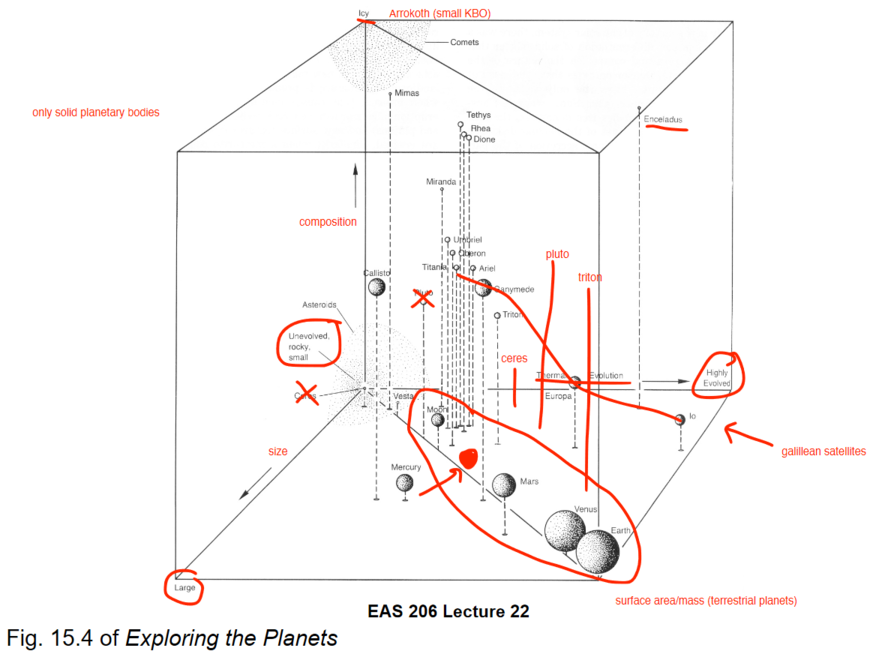 Icy
Arrokoth (small KBO)
Comets
Mimas
only solid planetary bodies
Tethys
Rhea
Dione
Enceladus
Miranda
composition
Umbriel
Oberon
Titania
Ariel
pluto
Callisto
Ganymede
triton
Pluto
Asteroids
Triton
Unevolved,
rocky,
small
ceres
Thermal Evolution
Highly
Evolved
Ceres
Vesta
Europa
Moon
Io
size
galillean satellites
Mercury
Mars
Venus
Earth
Large
surface area/mass (terrestrial planets)
EAS 206 Lecture 22
Fig. 15.4 of Exploring the Planets